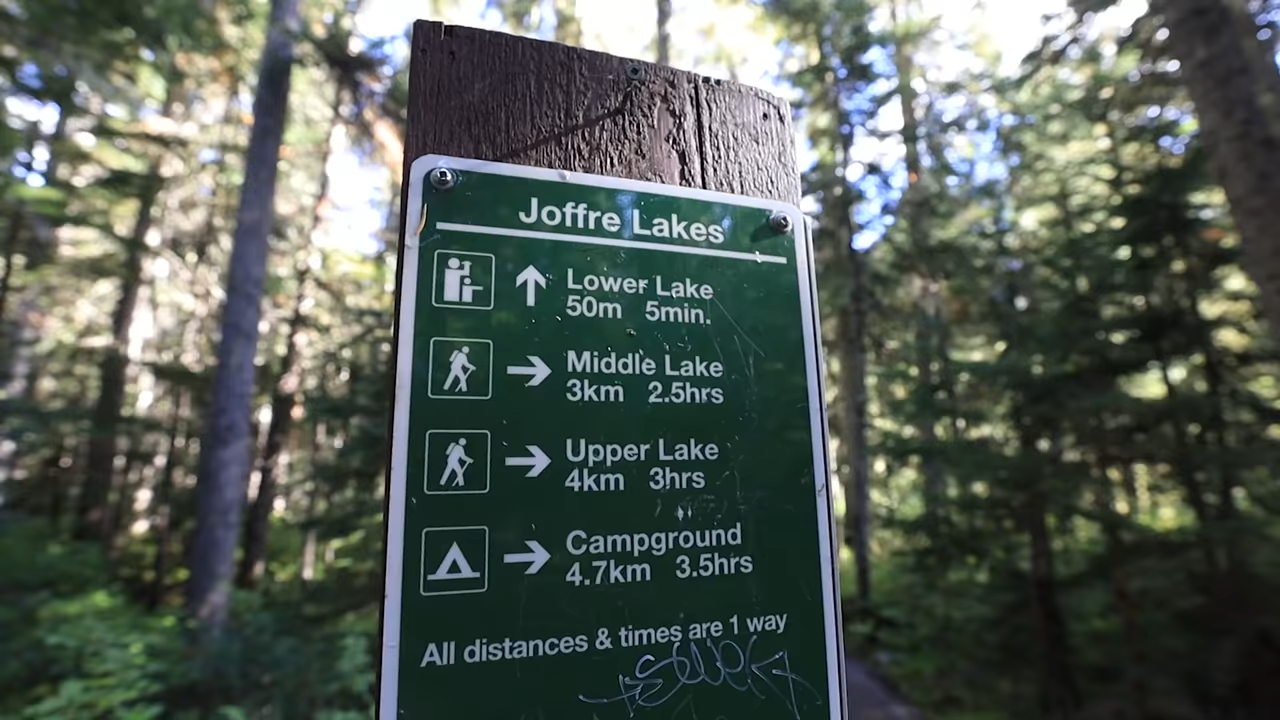 Joffre Lakes
Lower Lake
50m 5min.
Middle Lake
3km 2.5hrs
Upper Lake
4km 3hrs
Campground
4.7km 3.5hrs
All distances & times are 1 way